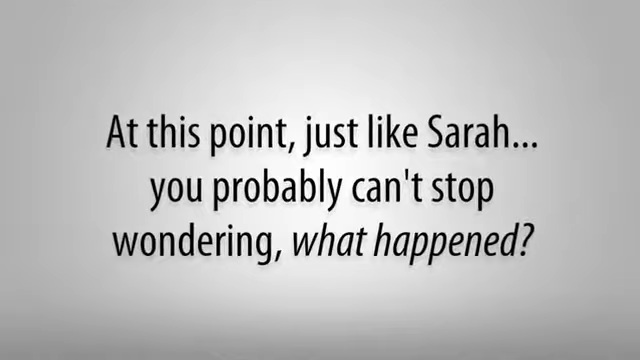 At this point, just like Sarah...
you probably can't stop
wondering, what happened?